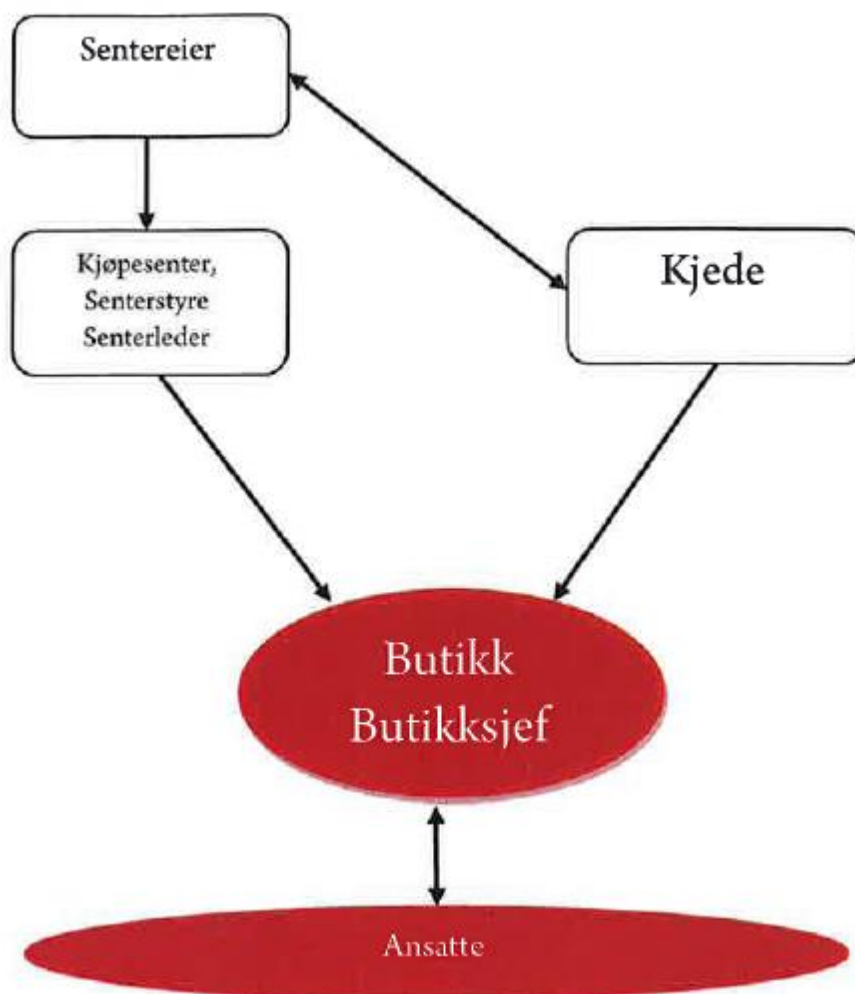 Sentereier
Kjøpesenter,
Senterstyre
Senterleder
Kjede
Butikk
Butikksjef
Ansatte